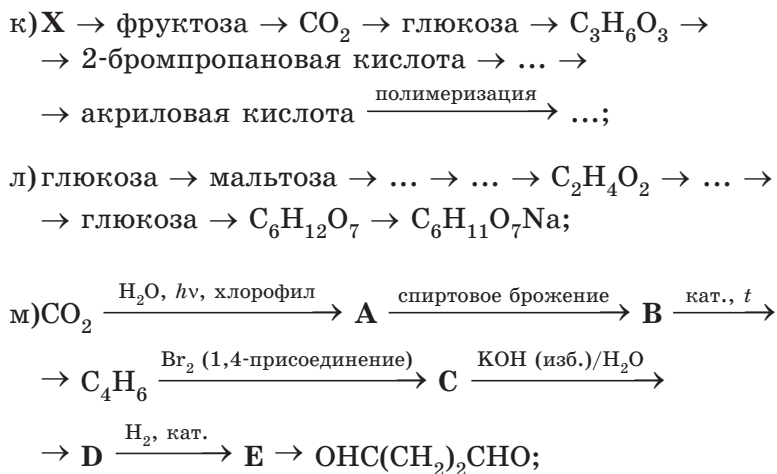 к) X → фруктоза → CO₂ → глюкоза → C₃H₆O₃ →
→ 2-бромпропановая кислота → ... →
→ акриловая кислота —полимеризация→ ...;
л) глюкоза → мальтоза → ... → ... → C₂H₄O₂ → ... →
→ глюкоза → C₆H₁₂O₇ → C₆H₁₁O₇Na;
м) CO₂ —H₂O, hν, хлорофил→ A —спиртовое брожение→ B —кат., t→
→ C₄H₆ —Br₂ (1,4-присоединение)→ C —KOH (изб.)/H₂O→
→ D —H₂, кат.→ E → OHC(CH₂)₂CHO;